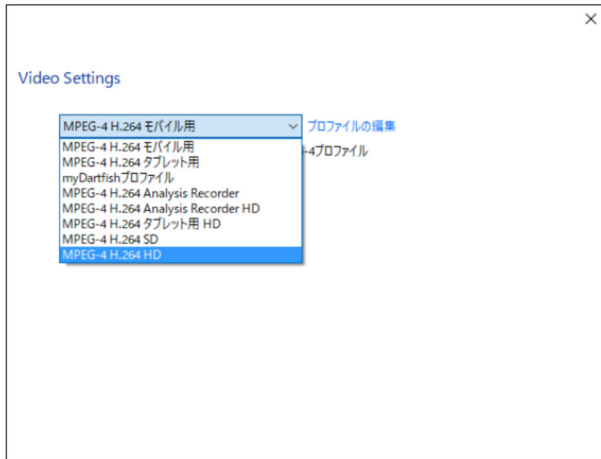 Video Settings
MPEG-4 H.264 モバイル用
プロファイルの編集
MPEG-4 H.264 モバイル用
-4プロファイル
MPEG-4 H.264 タブレット用
myDartfishプロファイル
MPEG-4 H.264 Analysis Recorder
MPEG-4 H.264 Analysis Recorder HD
MPEG-4 H.264 タブレット用 HD
MPEG-4 H.264 SD
MPEG-4 H.264 HD